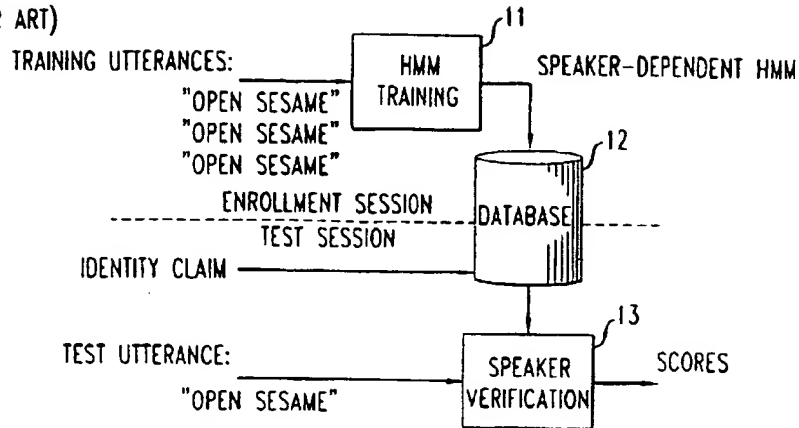 ART)
11
TRAINING UTTERANCES:
HMM
TRAINING
SPEAKER-DEPENDENT HMM
"OPEN SESAME"
"OPEN SESAME"
"OPEN SESAME"
12
ENROLLMENT SESSION
DATABASE
TEST SESSION
IDENTITY CLAIM
13
TEST UTTERANCE:
SPEAKER
VERIFICATION
SCORES
"OPEN SESAME"